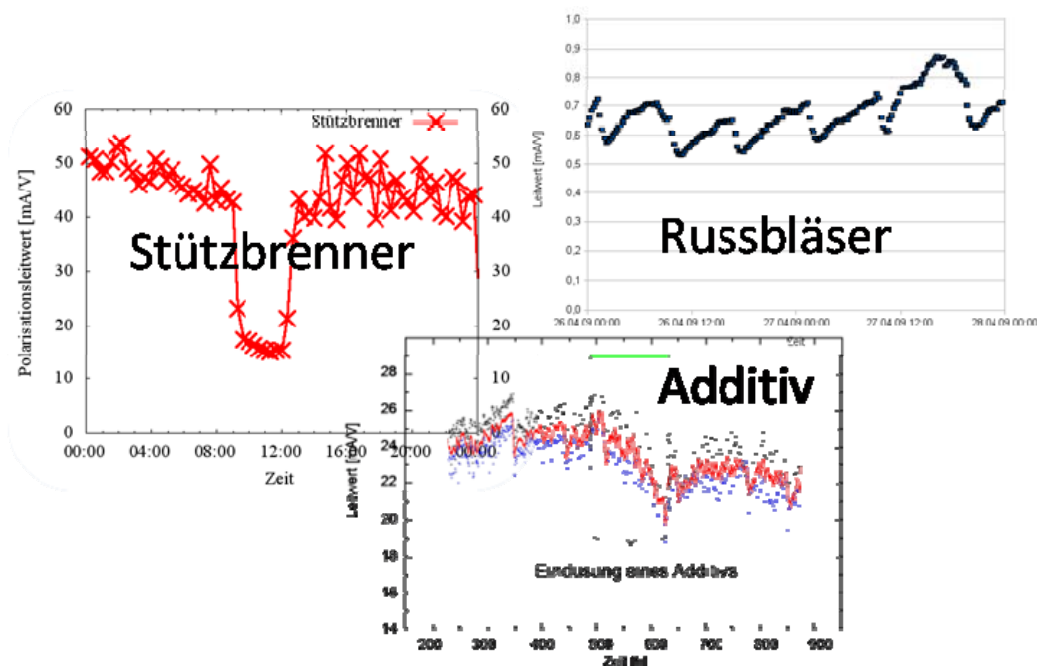 60
50
40
30
20
10
0
Polarisationsleitwert [mA/V]
Stützbrenner
Stützbrenner
60
50
40
30
20
10
0
00:00 04:00 08:00 12:00 16:00 20:00 00:00
Zeit
1,0
0,9
0,8
0,7
0,6
0,5
0,4
0,3
0,2
0,1
0,0
Leitwert [mA/V]
Russbläser
26.04.09 00:00 26.04.09 12:00 27.04.09 00:00 27.04.09 12:00 28.04.09 00:00
Zeit
Additiv
28
26
24
22
20
18
16
14
Leitwert [mA/V]
Eindüsung eines Additivs
200 300 400 500 600 700 800 900